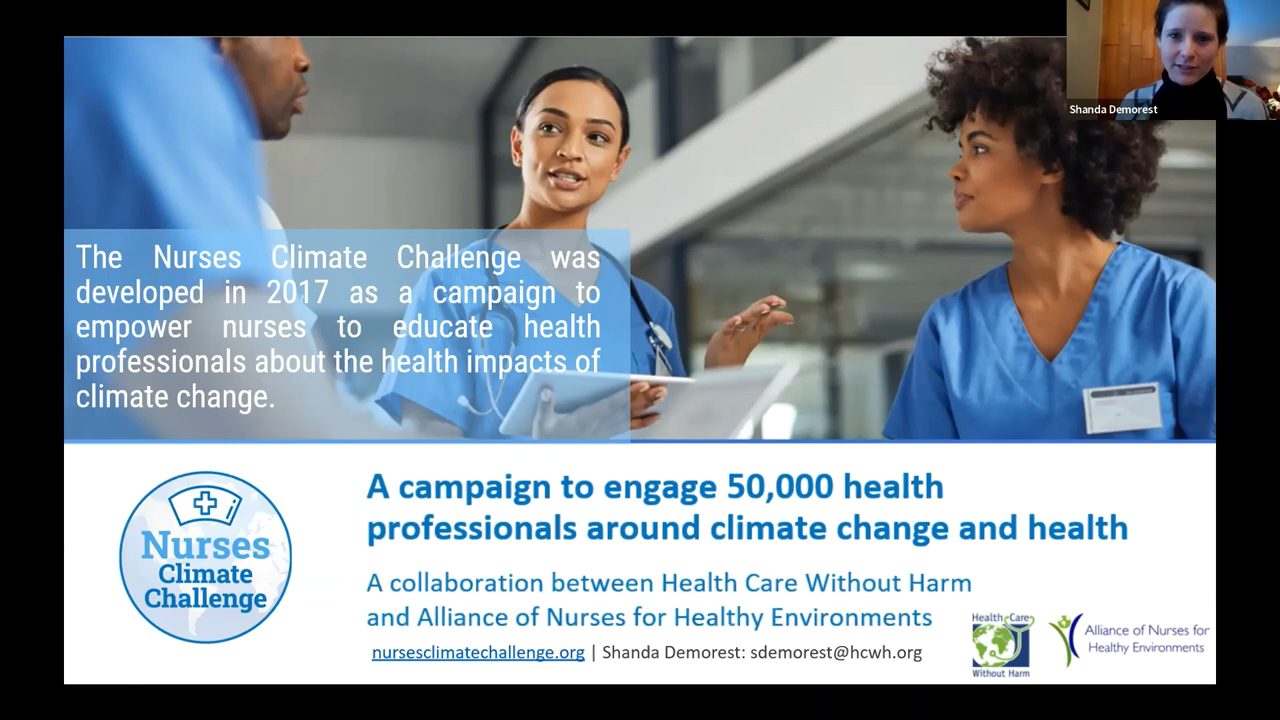 Shanda Demorest
The Nurses Climate Challenge was
developed in 2017 as a campaign to
empower nurses to educate health
professionals about the health impacts of
climate change.
Nurses
Climate
Challenge
A campaign to engage 50,000 health
professionals around climate change and health
A collaboration between Health Care Without Harm
and Alliance of Nurses for Healthy Environments
nursesclimatechallenge.org | Shanda Demorest: sdemorest@hcwh.org
Health Care
Without Harm
Alliance of Nurses for
Healthy Environments